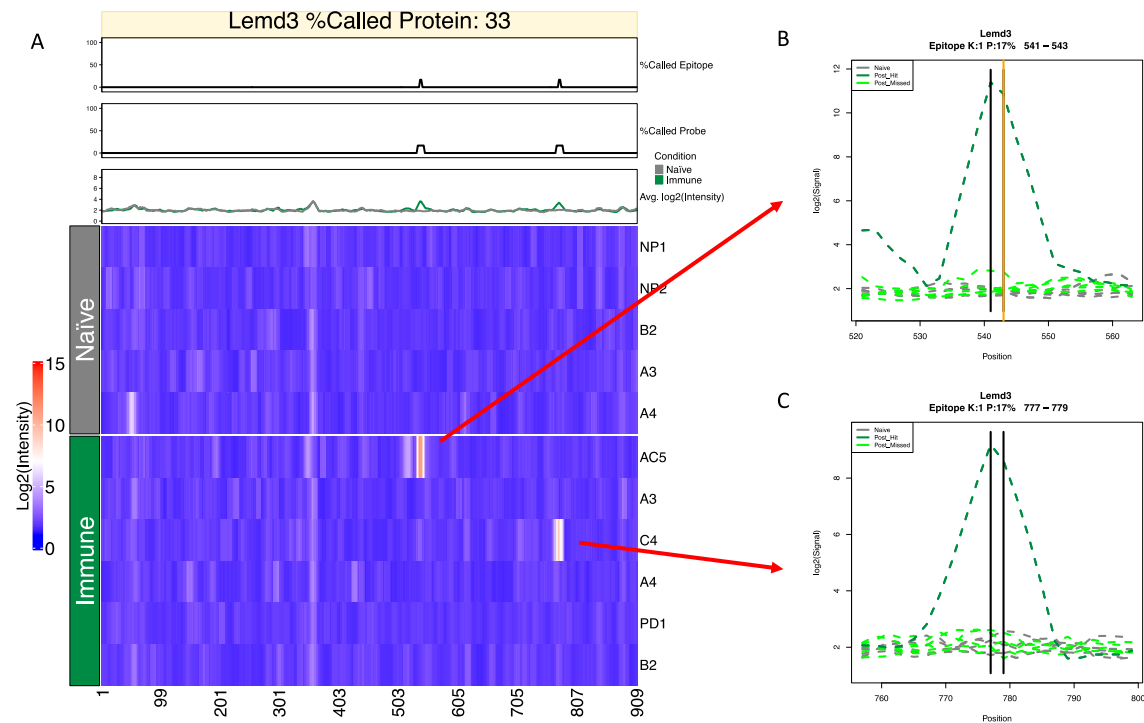 A
Lemd3 %Called Protein: 33
100
50
0
%Called Epitope
100
50
0
%Called Probe
Condition
Naïve
Immune
8
6
4
2
0
Avg. log2(Intensity)
Naïve
Immune
NP1
NP2
B2
A3
A4
AC5
A3
C4
A4
PD1
B2
Log2(Intensity)
15
10
5
0
1
99
201
301
403
503
605
705
807
909
B
Lemd3
Epitope K:1 P:17% 541 – 543
Naive
Post_Hit
Post_Missed
log2(Signal)
12
10
8
6
4
2
520
530
540
550
560
Position
C
Lemd3
Epitope K:1 P:17% 777 – 779
Naive
Post_Hit
Post_Missed
log2(Signal)
8
6
4
2
760
770
780
790
800
Position